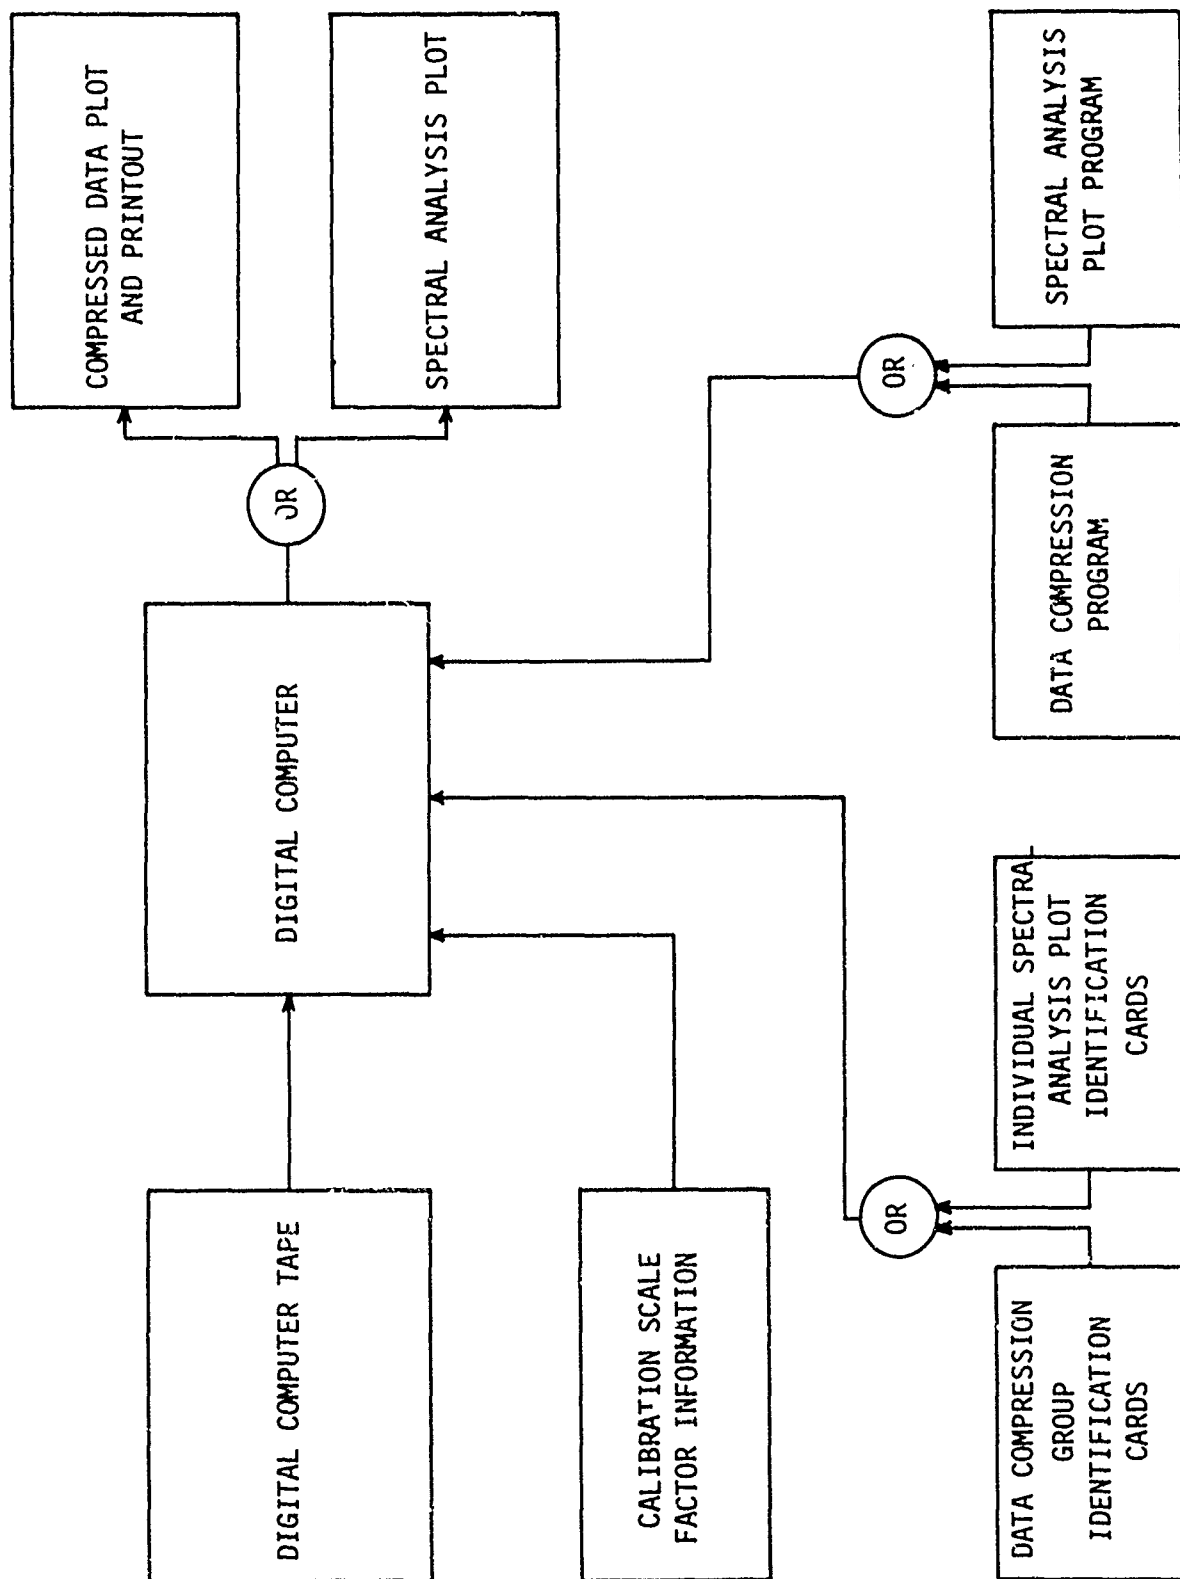 DIGITAL COMPUTER TAPE
DIGITAL COMPUTER
OR
COMPRESSED DATA PLOT
AND PRINTOUT
SPECTRAL ANALYSIS PLOT
CALIBRATION SCALE
FACTOR INFORMATION
OR
OR
DATA COMPRESSION
GROUP
IDENTIFICATION
CARDS
INDIVIDUAL SPECTRAL
ANALYSIS PLOT
IDENTIFICATION
CARDS
DATA COMPRESSION
PROGRAM
SPECTRAL ANALYSIS
PLOT PROGRAM